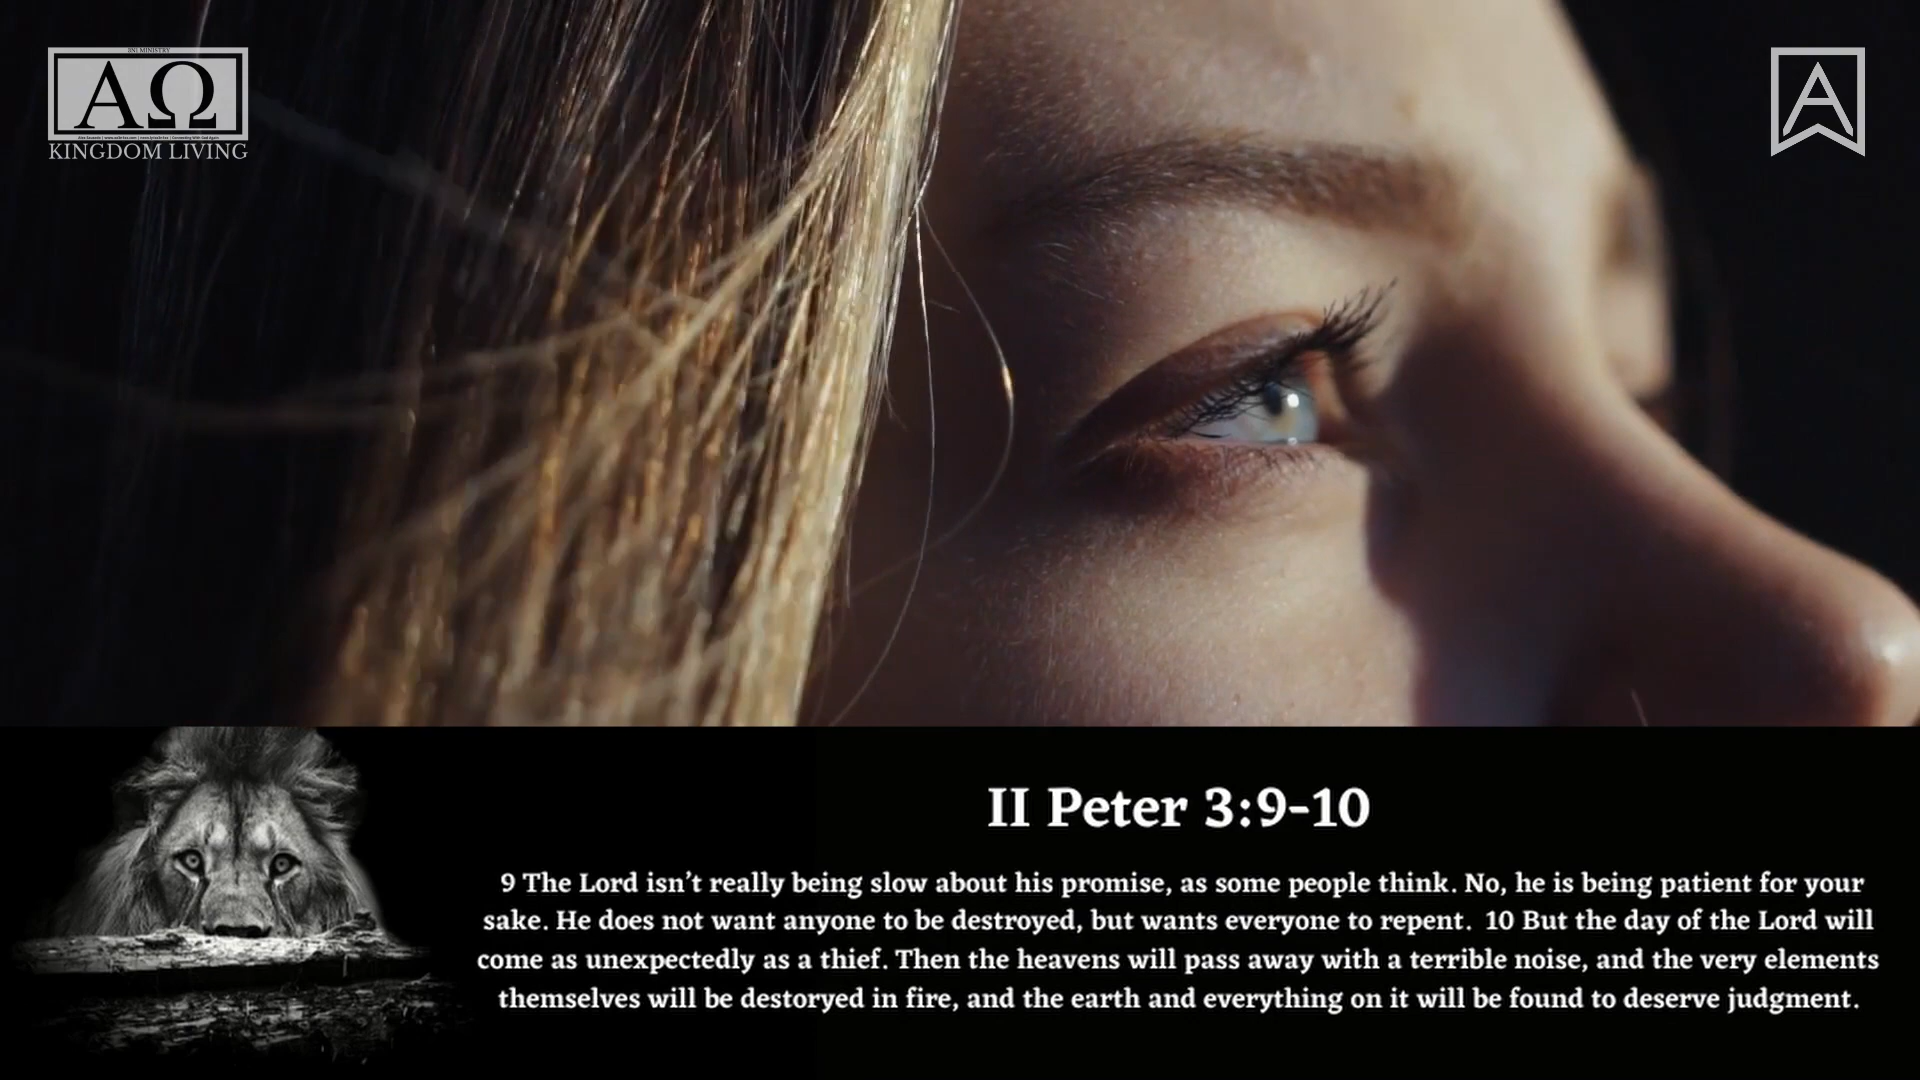 3N1 MINISTRY
ΑΩ
KINGDOM LIVING
A
II Peter 3:9-10
9 The Lord isn’t really being slow about his promise, as some people think. No, he is being patient for your
sake. He does not want anyone to be destroyed, but wants everyone to repent. 10 But the day of the Lord will
come as unexpectedly as a thief. Then the heavens will pass away with a terrible noise, and the very elements
themselves will be destoryed in fire, and the earth and everything on it will be found to deserve judgment.